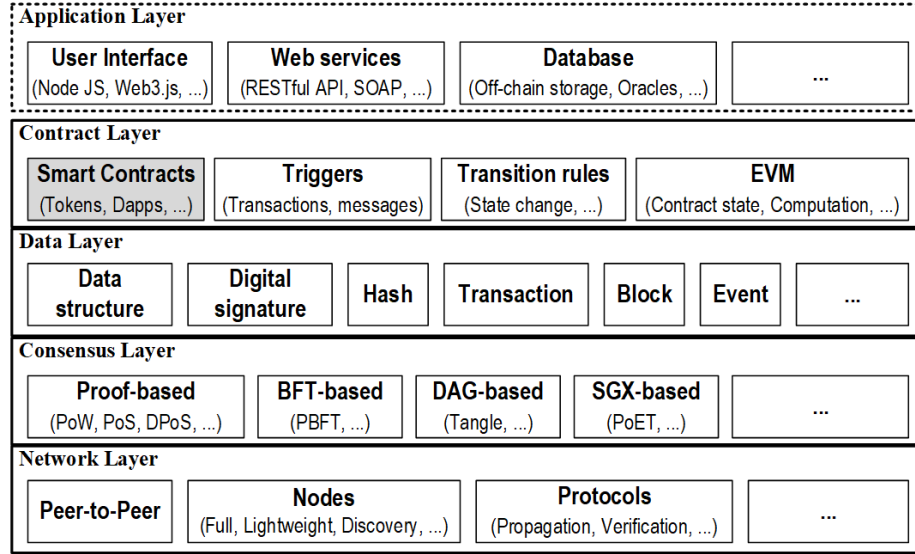 Application Layer
User Interface
(Node JS, Web3.js, ...)
Web services
(RESTful API, SOAP, ...)
Database
(Off-chain storage, Oracles, ...)
...
Contract Layer
Smart Contracts
(Tokens, Dapps, ...)
Triggers
(Transactions, messages)
Transition rules
(State change, ...)
EVM
(Contract state, Computation, ...)
Data Layer
Data
structure
Digital
signature
Hash
Transaction
Block
Event
...
Consensus Layer
Proof-based
(PoW, PoS, DPoS, ...)
BFT-based
(PBFT, ...)
DAG-based
(Tangle, ...)
SGX-based
(PoET, ...)
...
Network Layer
Peer-to-Peer
Nodes
(Full, Lightweight, Discovery, ...)
Protocols
(Propagation, Verification, ...)
...